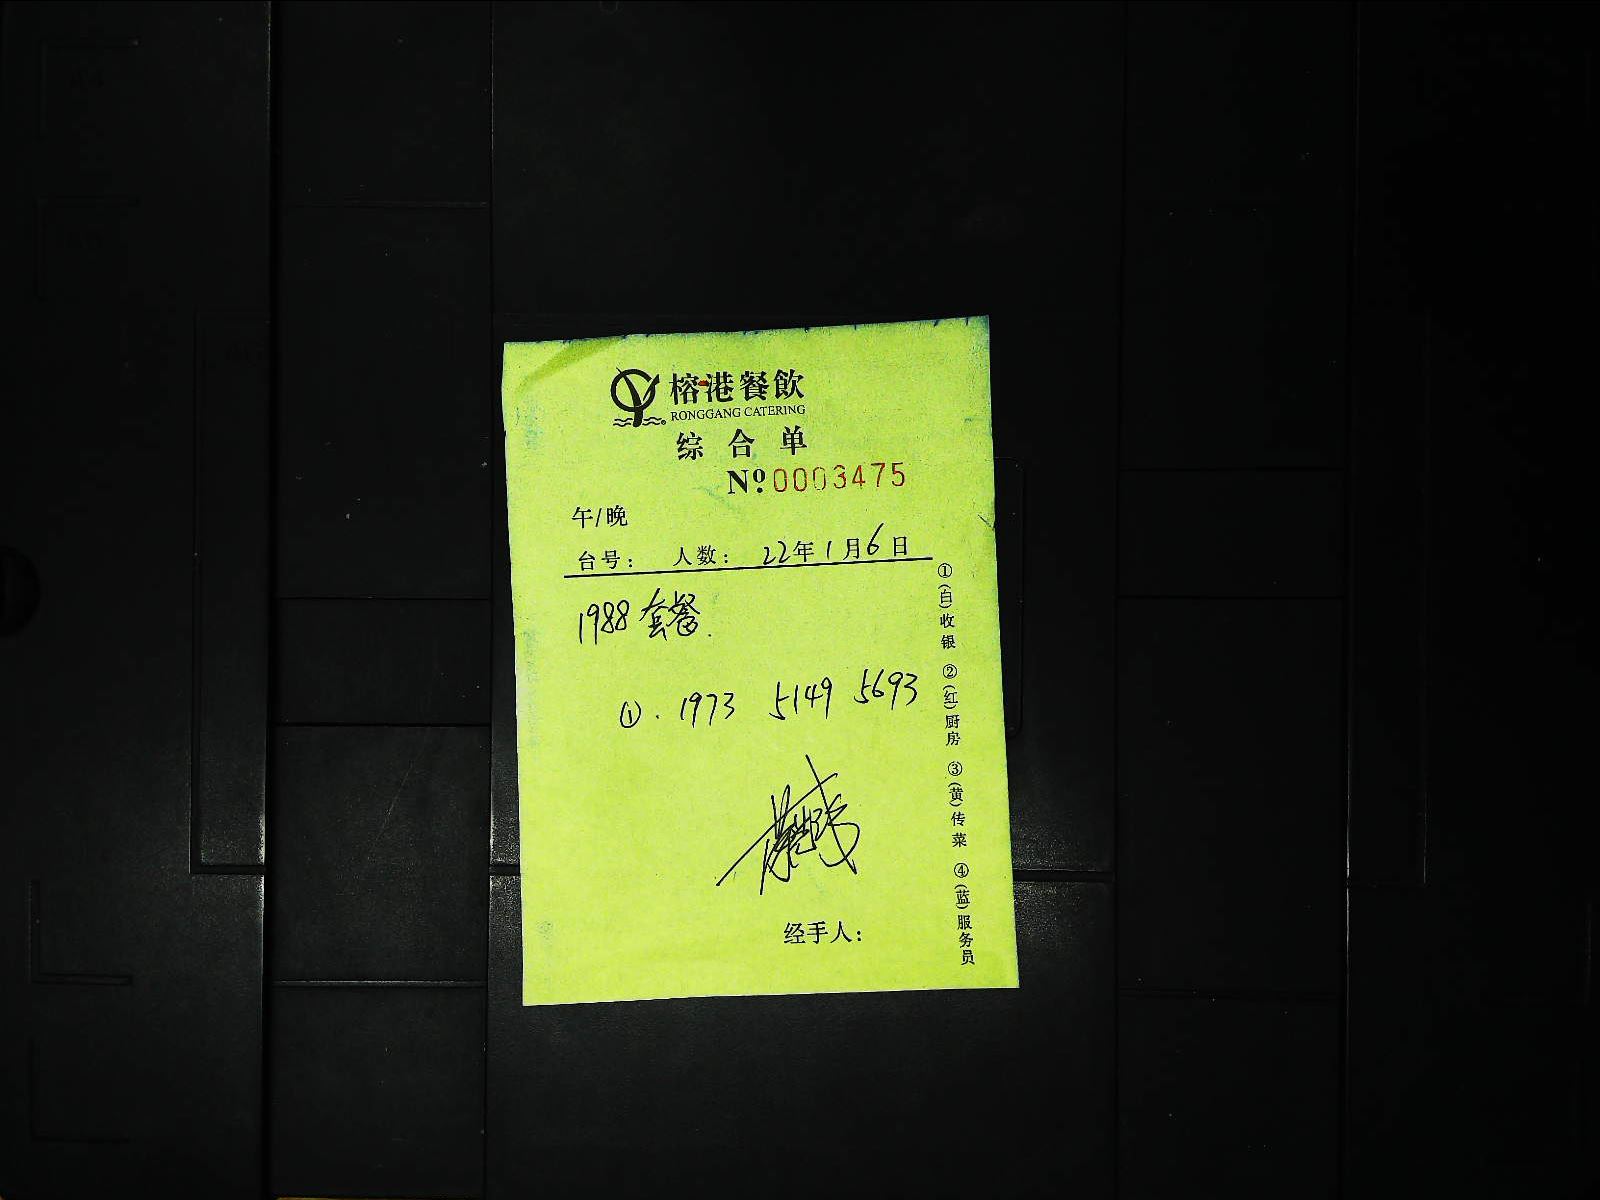 榕港餐飲
RONGGANG CATERING
综合单
Nº0003475
午/晚
台号： 人数： 22年1月6日
1988套餐.
①. 1973 5149 5693
经手人：
①(白)收银 ②(红)厨房 ③(黄)传菜 ④(蓝)服务员